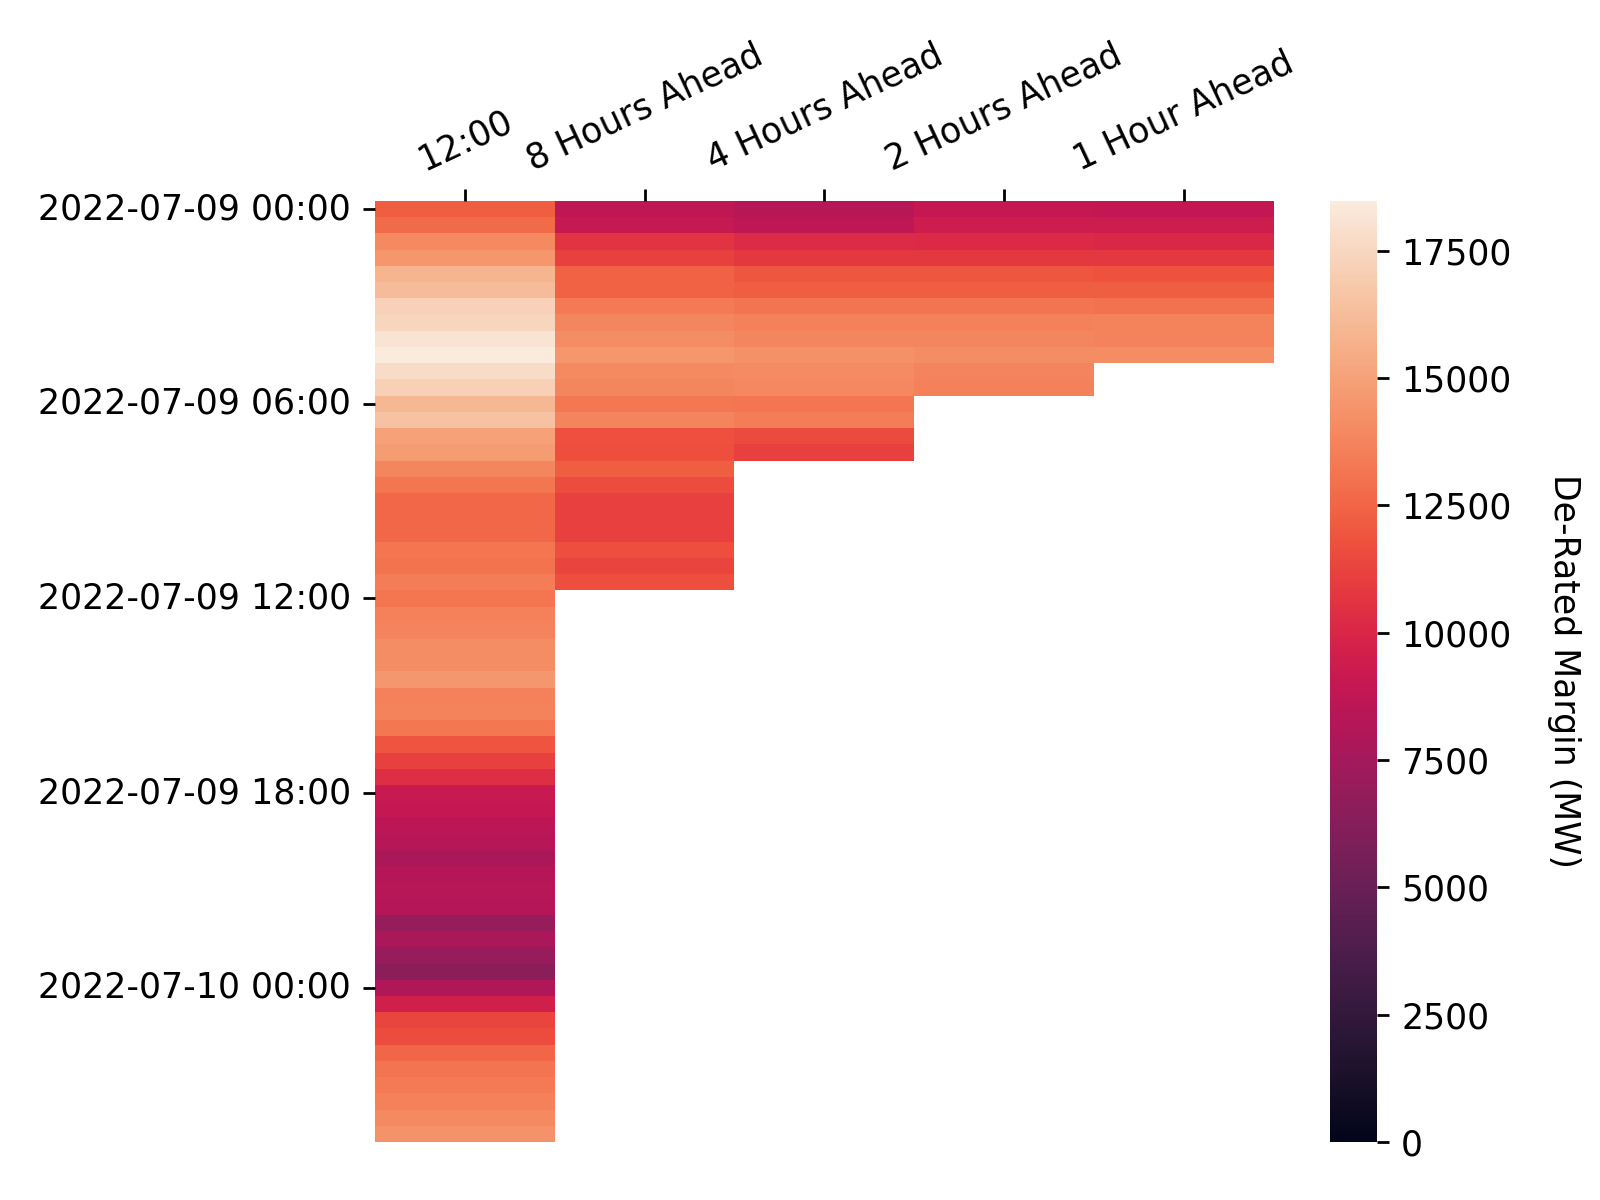 12:00
8 Hours Ahead
4 Hours Ahead
2 Hours Ahead
1 Hour Ahead
2022-07-09 00:00
2022-07-09 06:00
2022-07-09 12:00
2022-07-09 18:00
2022-07-10 00:00
17500
15000
12500
10000
7500
5000
2500
0
De-Rated Margin (MW)